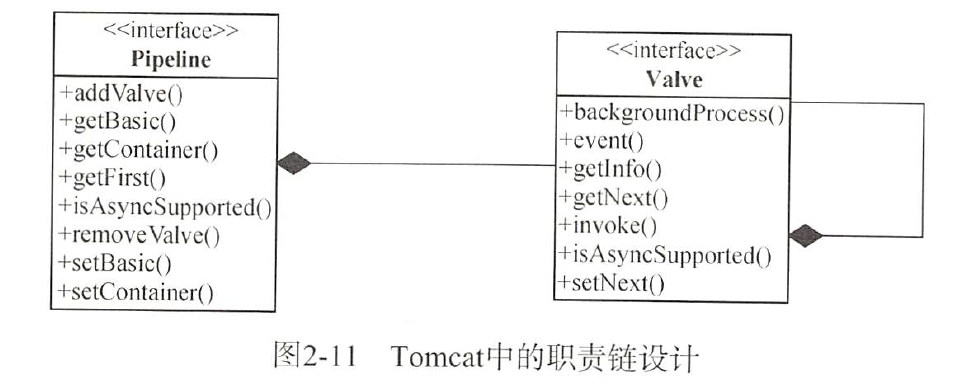 <<interface>>
Pipeline
+addValve()
+getBasic()
+getContainer()
+getFirst()
+isAsyncSupported()
+removeValve()
+setBasic()
+setContainer()
<<interface>>
Valve
+backgroundProcess()
+event()
+getInfo()
+getNext()
+invoke()
+isAsyncSupported()
+setNext()
图2-11 Tomcat中的职责链设计